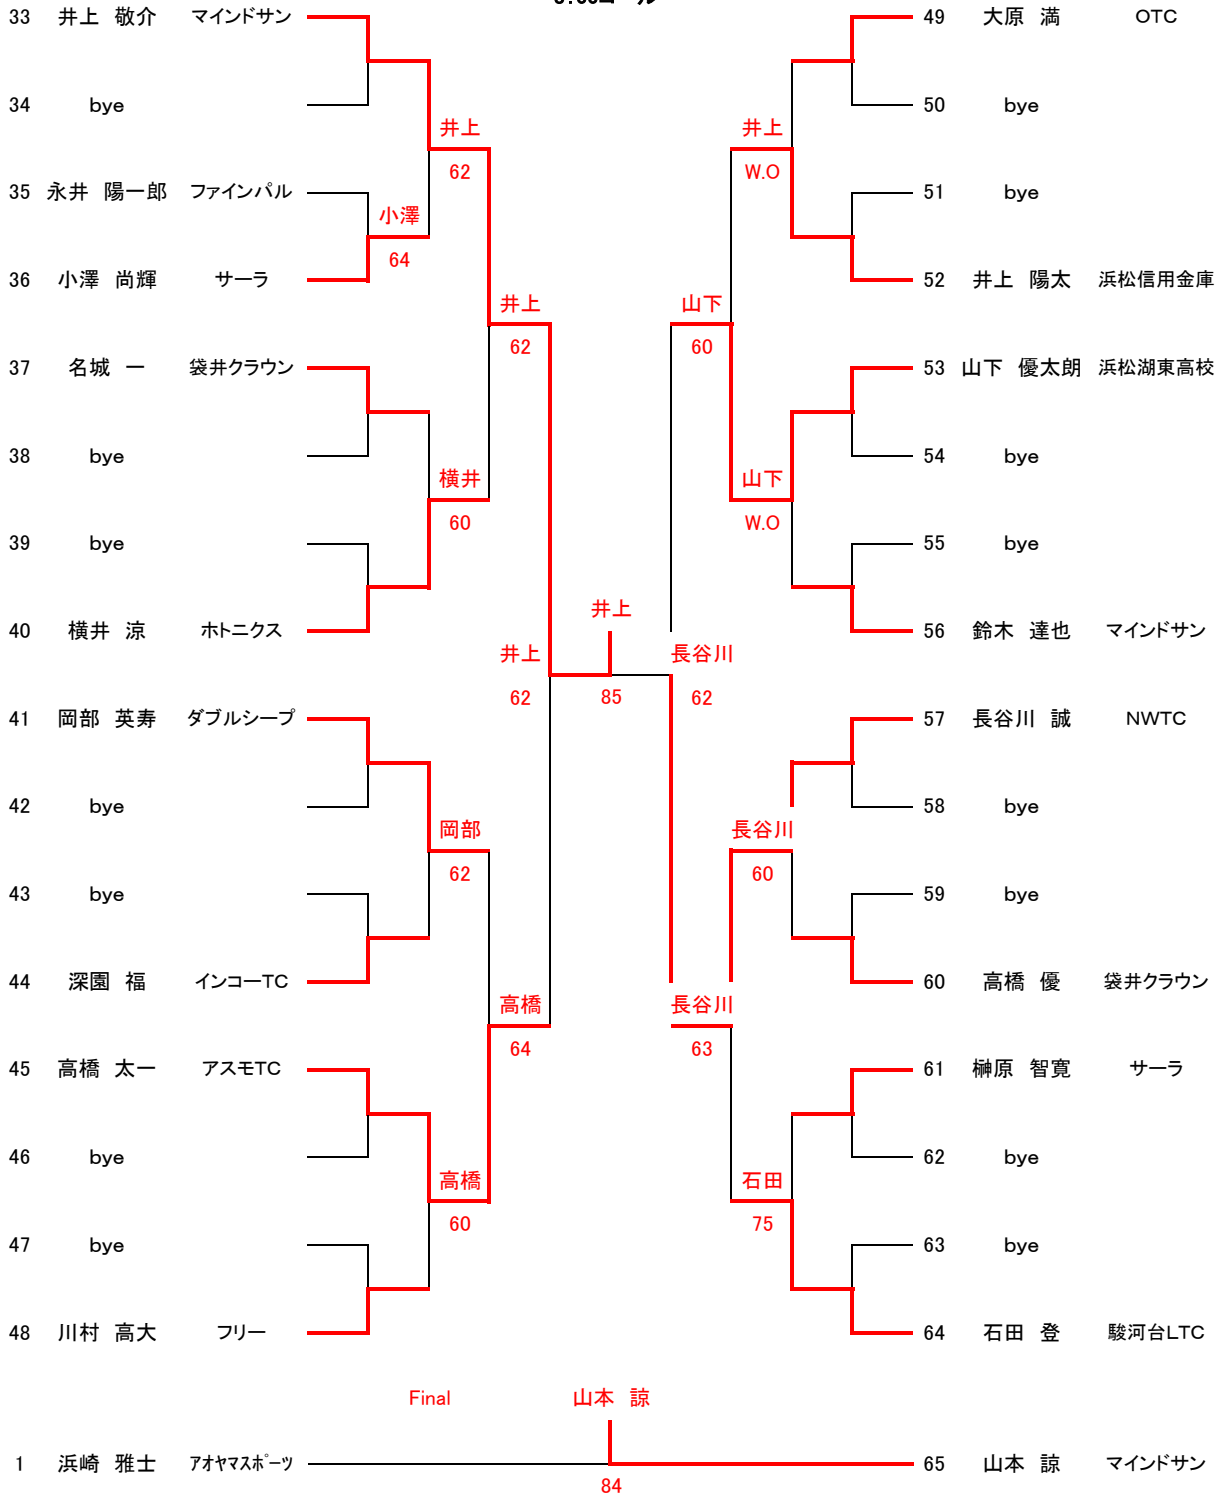 33 井上 敬介 マインドサン
34 bye
井上
62
35 永井 陽一郎 ファインパル
小澤
64
36 小澤 尚輝 サーラ
井上
62
37 名城 一 袋井クラウン
38 bye
横井
60
39 bye
40 横井 涼 ホトニクス
井上
62
41 岡部 英寿 ダブルシープ
42 bye
岡部
62
43 bye
44 深園 福 インコーTC
高橋
64
45 高橋 太一 アスモTC
46 bye
高橋
60
47 bye
48 川村 高大 フリー
井上
85
49 大原 満 OTC
50 bye
井上
W.O
51 bye
52 井上 陽太 浜松信用金庫
山下
60
53 山下 優太朗 浜松湖東高校
54 bye
山下
W.O
55 bye
56 鈴木 達也 マインドサン
長谷川
62
57 長谷川 誠 NWTC
58 bye
長谷川
60
59 bye
60 高橋 優 袋井クラウン
長谷川
63
61 榊原 智寛 サーラ
62 bye
石田
75
63 bye
64 石田 登 駿河台LTC
Final 山本 諒
1 浜崎 雅士 アオヤマスポーツ
84
65 山本 諒 マインドサン